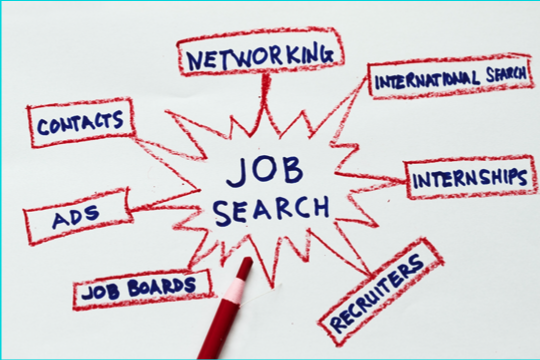 NETWORKING
INTERNATIONAL SEARCH
CONTACTS
JOB
SEARCH
INTERNSHIPS
ADS
JOB BOARDS
RECRUITERS